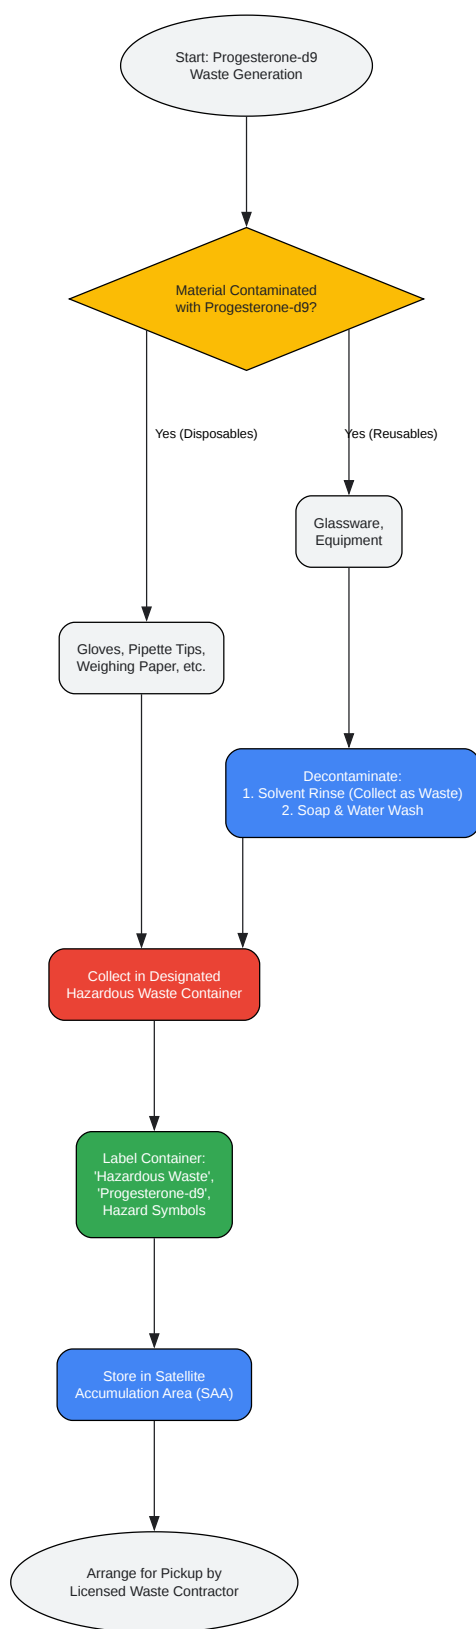 Start: Progesterone-d9
Waste Generation
Material Contaminated
with Progesterone-d9?
Yes (Disposables)
Yes (Reusables)
Glassware,
Equipment
Gloves, Pipette Tips,
Weighing Paper, etc.
Decontaminate:
1. Solvent Rinse (Collect as Waste)
2. Soap & Water Wash
Collect in Designated
Hazardous Waste Container
Label Container:
'Hazardous Waste',
'Progesterone-d9',
Hazard Symbols
Store in Satellite
Accumulation Area (SAA)
Arrange for Pickup by
Licensed Waste Contractor